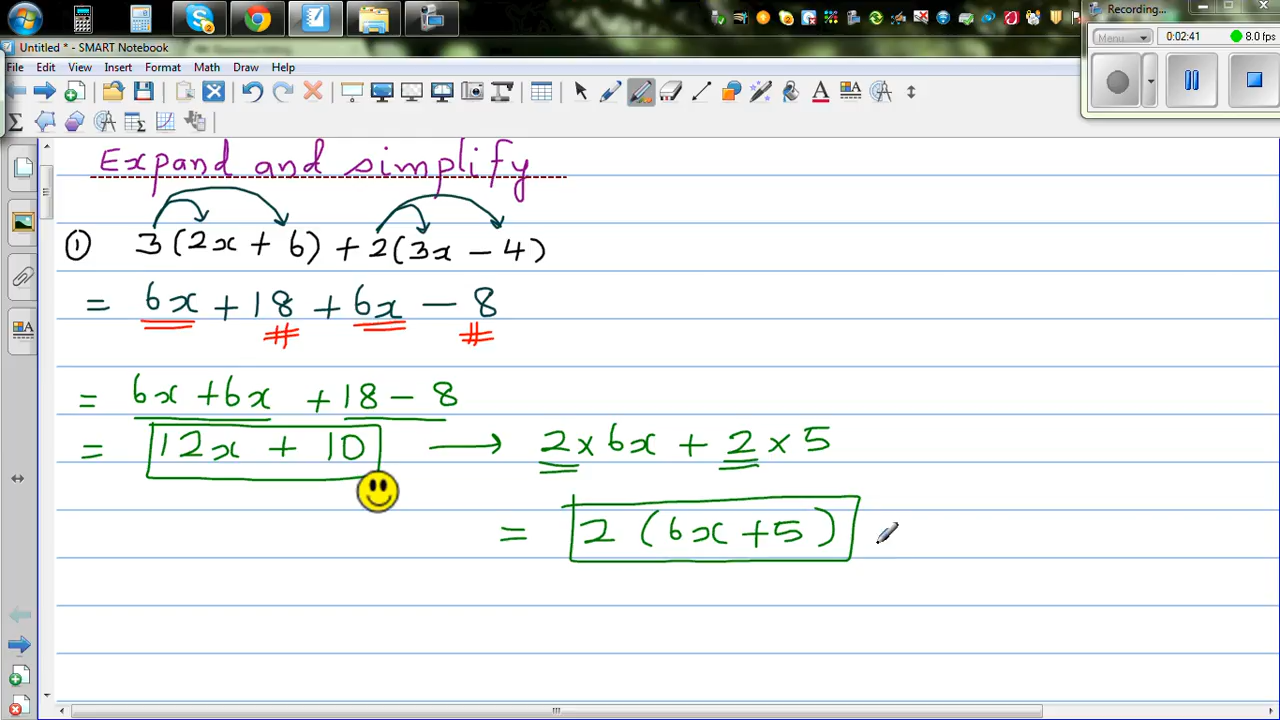 Recording...
Menu
0:02:41
8.0 fps
Untitled * - SMART Notebook
File Edit View Insert Format Math Draw Help
Expand and simplify
① 3(2x + 6) + 2(3x − 4)
= 6x + 18 + 6x − 8
= 6x + 6x + 18 − 8
= 12x + 10 → 2 × 6x + 2 × 5
= 2 (6x + 5)